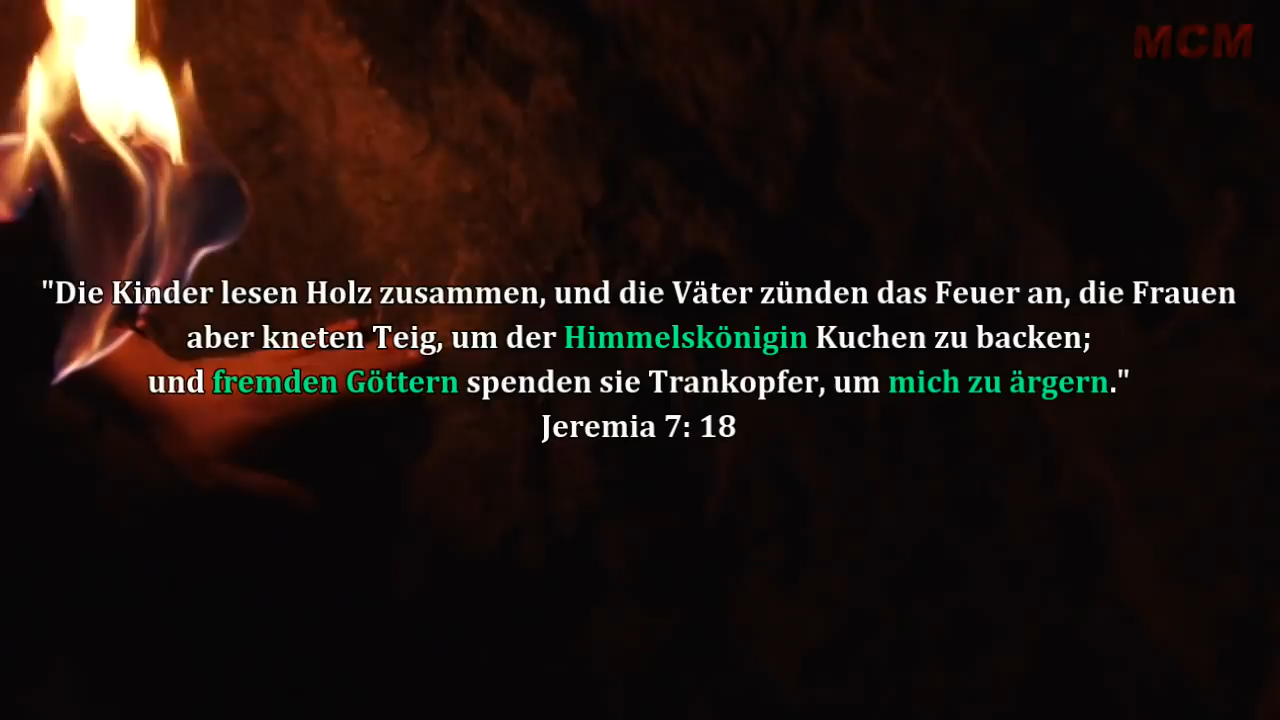 MCM
"Die Kinder lesen Holz zusammen, und die Väter zünden das Feuer an, die Frauen
aber kneten Teig, um der Himmelskönigin Kuchen zu backen;
und fremden Göttern spenden sie Trankopfer, um mich zu ärgern."
Jeremia 7: 18